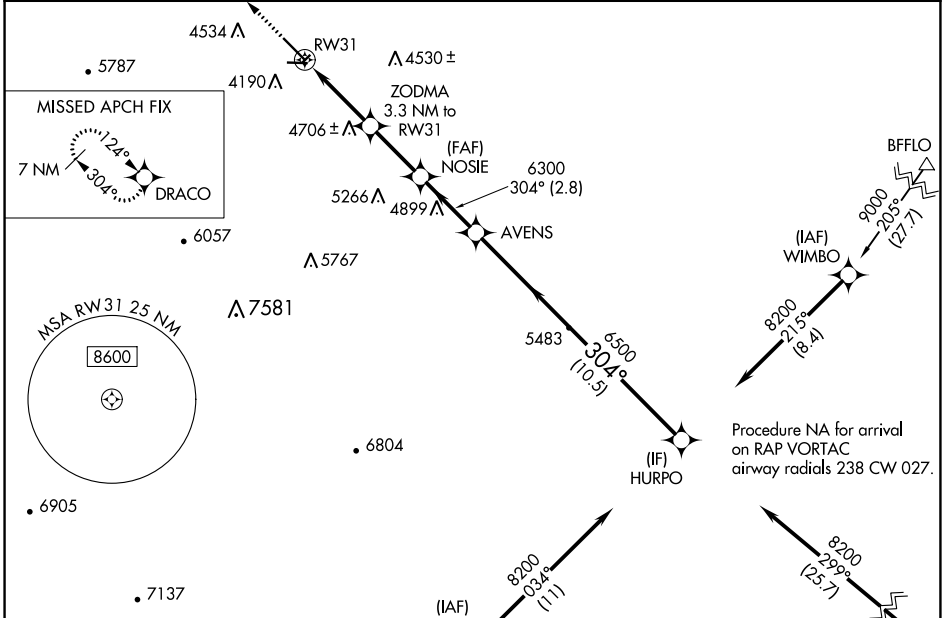 4534
RW31
4530 ±
5787
4190
ZODMA
3.3 NM to
RW31
MISSED APCH FIX
4706 ±
(FAF)
NOSIE
124°
7 NM
304°
DRACO
6300
304° (2.8)
BFFLO
5266
4899
9000
205°
(27.7)
AVENS
6057
(IAF)
WIMBO
5767
7581
MSA RW31 25 NM
8600
8200
215°
(8.4)
5483
6500
304°
(10.5)
Procedure NA for arrival
on RAP VORTAC
airway radials 238 CW 027.
6804
(IF)
HURPO
6905
8200
034°
(11)
8200
299°
(25.7)
7137
(IAF)